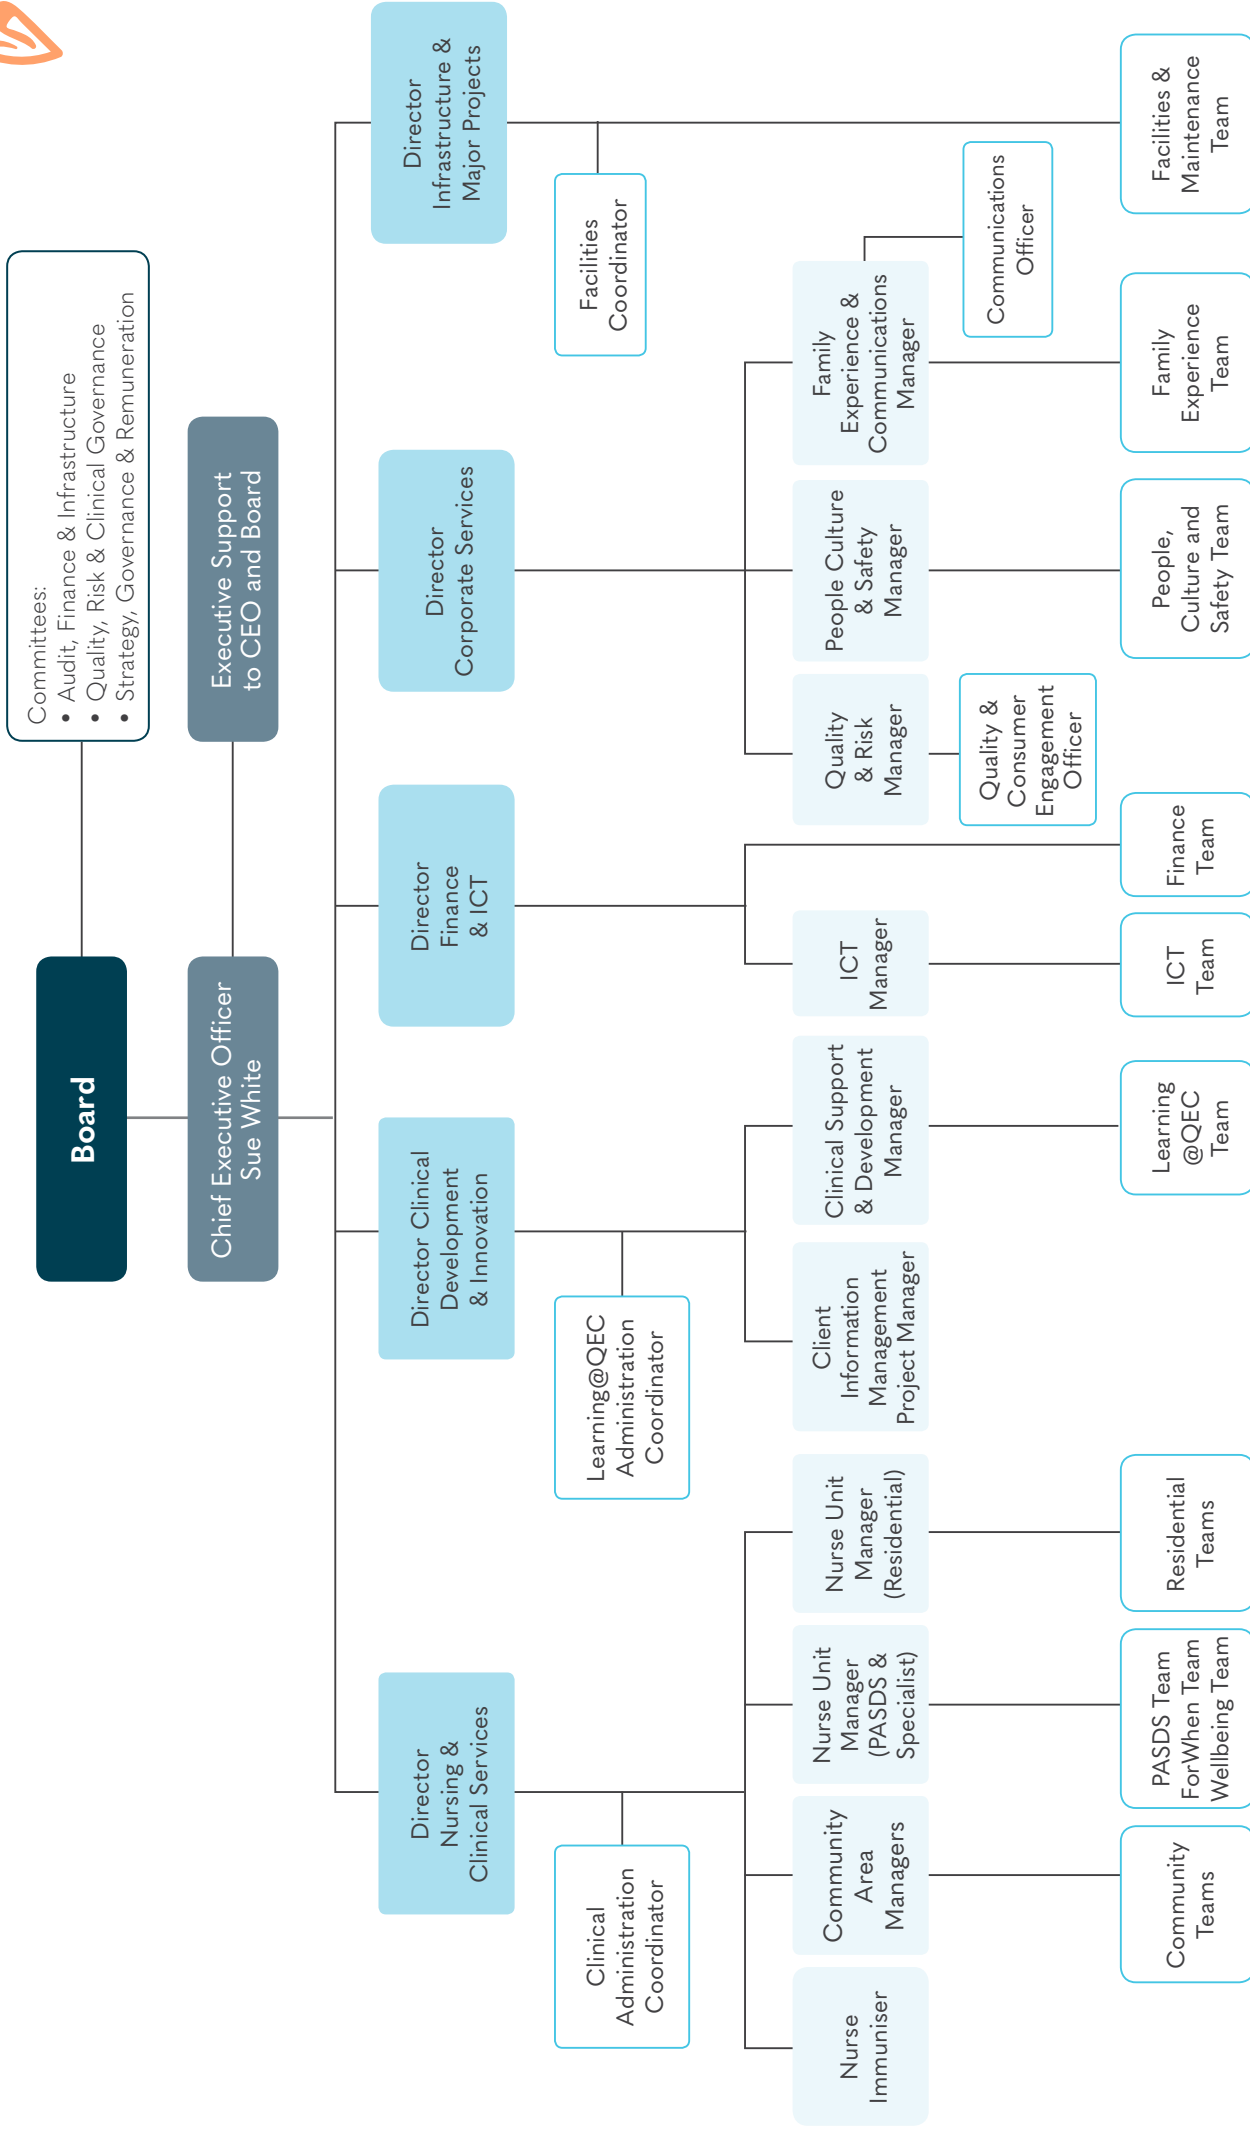 Board
Committees:
• Audit, Finance & Infrastructure
• Quality, Risk & Clinical Governance
• Strategy, Governance & Remuneration
Chief Executive Officer
Sue White
Executive Support
to CEO and Board
Director
Nursing &
Clinical Services
Director Clinical
Development
& Innovation
Director
Finance
& ICT
Director
Corporate Services
Director
Infrastructure &
Major Projects
Clinical
Administration
Coordinator
Learning@QEC
Administration
Coordinator
Facilities
Coordinator
Nurse
Immuniser
Community
Area
Managers
Nurse Unit
Manager
(PASDS &
Specialist)
Nurse Unit
Manager
(Residential)
Client
Information
Management
Project Manager
Clinical Support
& Development
Manager
ICT
Manager
Quality
& Risk
Manager
People Culture
& Safety
Manager
Family
Experience &
Communications
Manager
Quality &
Consumer
Engagement
Officer
Communications
Officer
Community
Teams
PASDS Team
ForWhen Team
Wellbeing Team
Residential
Teams
Learning
@QEC
Team
ICT
Team
Finance
Team
People,
Culture and
Safety Team
Family
Experience
Team
Facilities &
Maintenance
Team